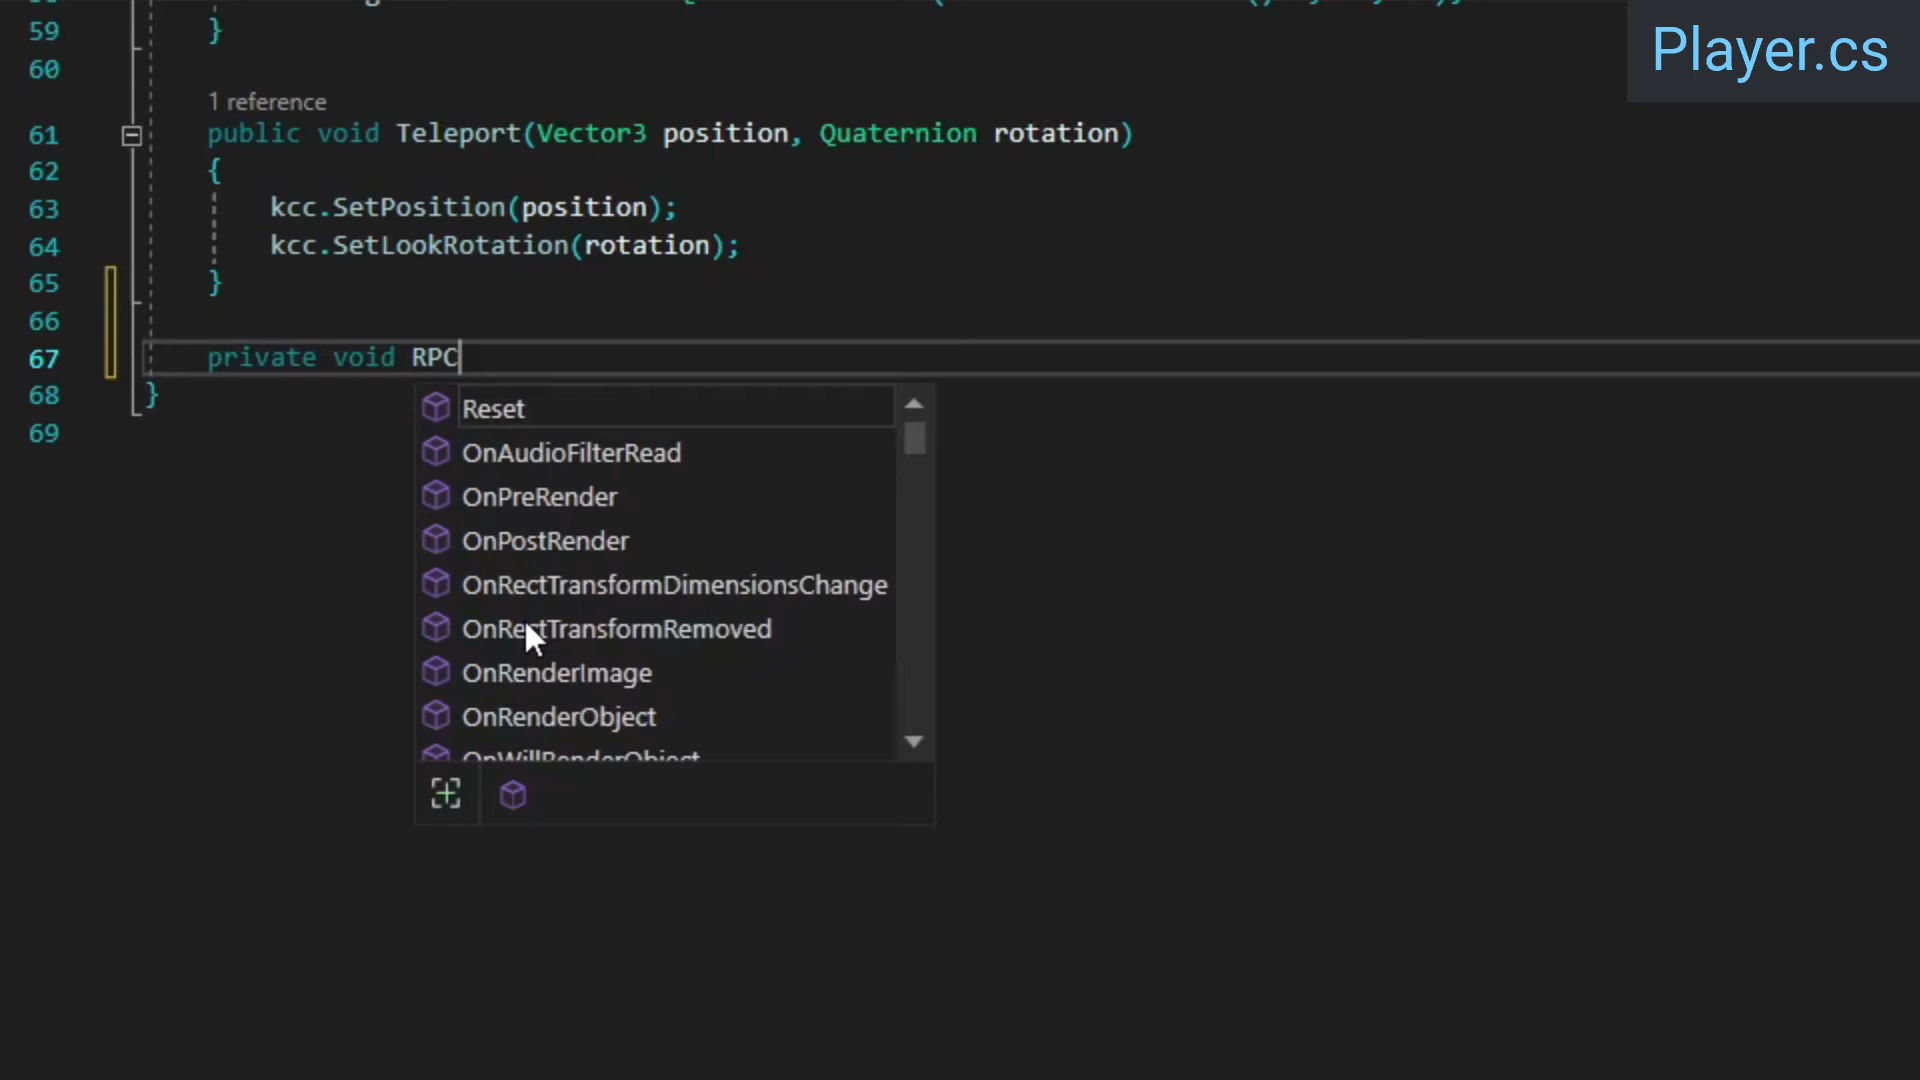 Player.cs
59 }
60
1 reference
61 public void Teleport(Vector3 position, Quaternion rotation)
62 {
63 kcc.SetPosition(position);
64 kcc.SetLookRotation(rotation);
65 }
66
67 private void RPC
68 }
69
Reset
OnAudioFilterRead
OnPreRender
OnPostRender
OnRectTransformDimensionsChange
OnRectTransformRemoved
OnRenderImage
OnRenderObject
OnWillRenderObject